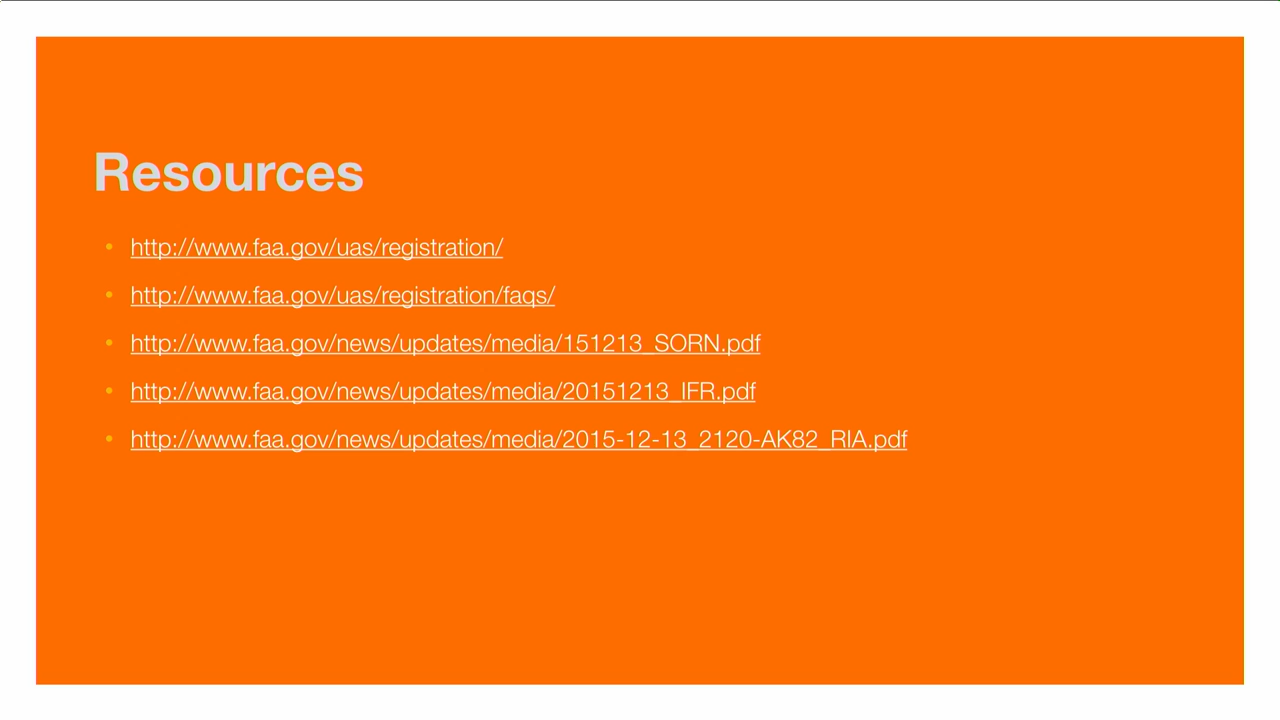 Resources
• http://www.faa.gov/uas/registration/
• http://www.faa.gov/uas/registration/faqs/
• http://www.faa.gov/news/updates/media/151213_SORN.pdf
• http://www.faa.gov/news/updates/media/20151213_IFR.pdf
• http://www.faa.gov/news/updates/media/2015-12-13_2120-AK82_RIA.pdf